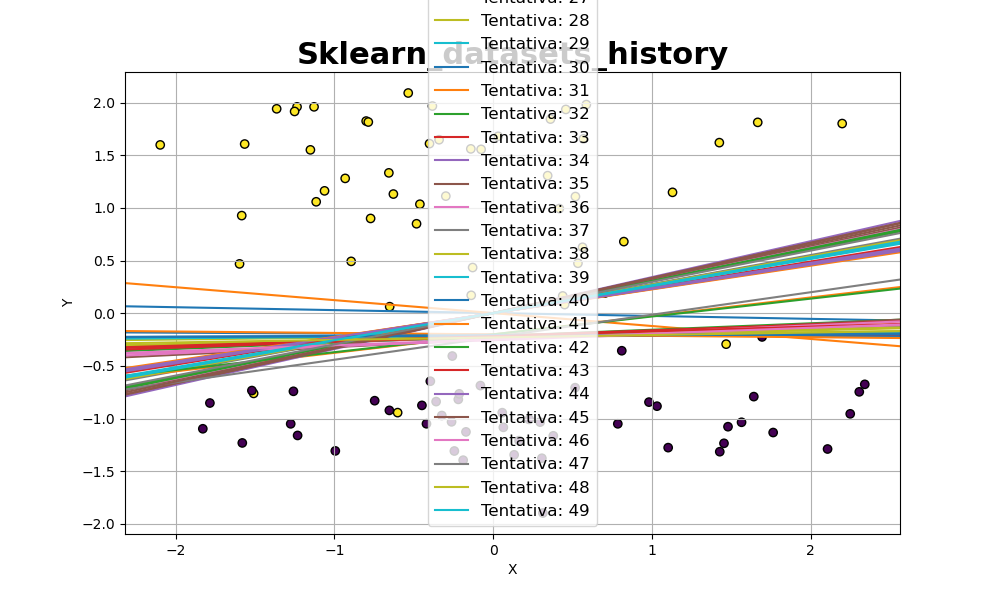 Tentativa: 27
Tentativa: 28
Tentativa: 29
Sklearn_datasets_history
Tentativa: 30
Tentativa: 31
Tentativa: 32
Tentativa: 33
Tentativa: 34
Tentativa: 35
Tentativa: 36
Tentativa: 37
Tentativa: 38
Tentativa: 39
Tentativa: 40
Tentativa: 41
Tentativa: 42
Tentativa: 43
Tentativa: 44
Tentativa: 45
Tentativa: 46
Tentativa: 47
Tentativa: 48
Tentativa: 49
2.0
1.5
1.0
0.5
0.0
−0.5
−1.0
−1.5
−2.0
Y
−2
−1
0
1
2
X